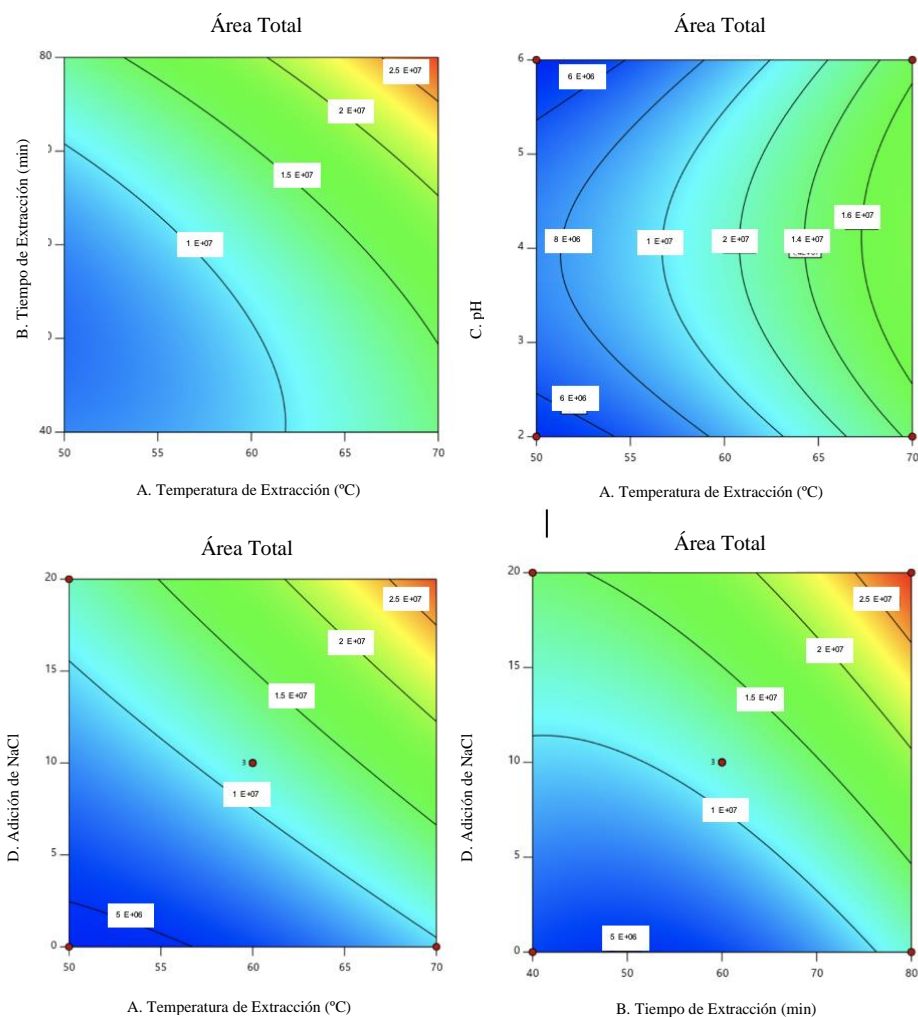 Área Total
80
2.5 E+07
2 E+07
1.5 E+07
1 E+07
40
50
55
60
65
70
B. Tiempo de Extracción (min)
A. Temperatura de Extracción (ºC)
Área Total
6
6 E+06
5
1.6 E+07
4
8 E+06
1 E+07
2 E+07
1.4 E+07
3
6 E+06
2
50
55
60
65
70
C. pH
A. Temperatura de Extracción (ºC)
Área Total
20
2.5 E+07
2 E+07
15
1.5 E+07
10
3
1 E+07
5
5 E+06
0
50
55
60
65
70
D. Adición de NaCl
A. Temperatura de Extracción (ºC)
Área Total
20
2.5 E+07
2 E+07
15
1.5 E+07
10
3
1 E+07
5
5 E+06
0
40
50
60
70
80
D. Adición de NaCl
B. Tiempo de Extracción (min)